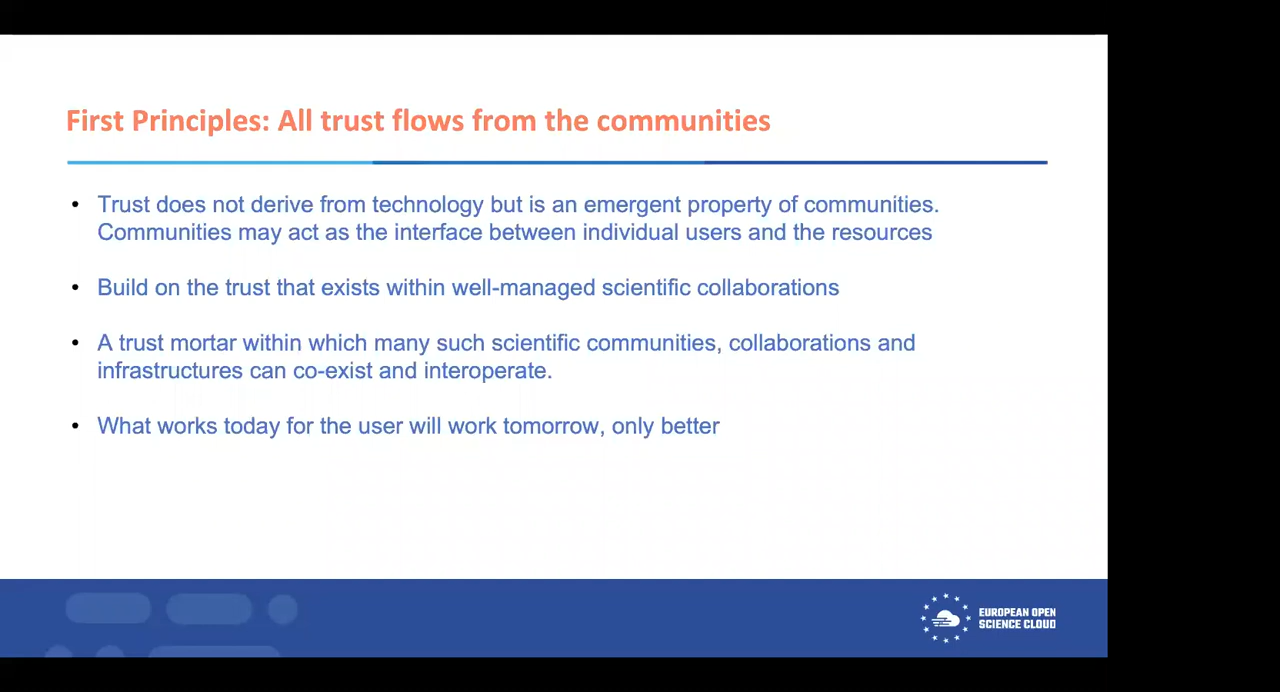 First Principles: All trust flows from the communities
• Trust does not derive from technology but is an emergent property of communities.
Communities may act as the interface between individual users and the resources
• Build on the trust that exists within well-managed scientific collaborations
• A trust mortar within which many such scientific communities, collaborations and
infrastructures can co-exist and interoperate.
• What works today for the user will work tomorrow, only better
EUROPEAN OPEN
SCIENCE CLOUD